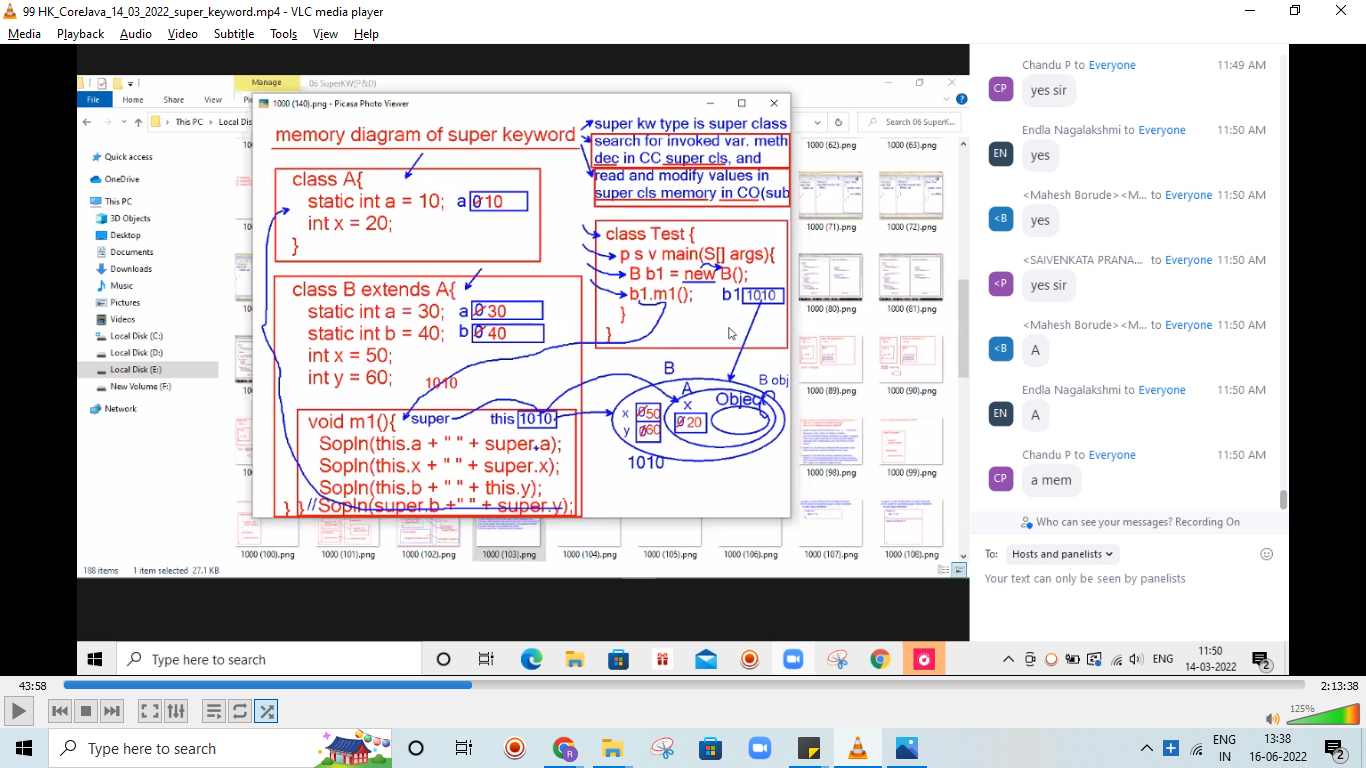 99 HK_CoreJava_14_03_2022_super_keyword.mp4 - VLC media player
Media Playback Audio Video Subtitle Tools View Help
Manage 06 SuperKW(P&D)
File Home Share View
This PC Local Dis
Search 06 SuperK...
Quick access
OneDrive
This PC
3D Objects
Desktop
Documents
Downloads
Music
Pictures
Videos
Local Disk (C:)
Local Disk (D:)
Local Disk (E:)
New Volume (F:)
Network
1000 (140).png - Picasa Photo Viewer
memory diagram of super keyword
super kw type is super class
search for invoked var. meth
dec in CC super cls, and
read and modify values in
super cls memory in CO(sub
class A{
static int a = 10; a 0 10
int x = 20;
}
class B extends A{
static int a = 30; a 0 30
static int b = 40; b 0 40
int x = 50;
int y = 60;
1010
void m1(){ super this 1010
Sopln(this.a + " " + super.a);
Sopln(this.x + " " + super.x);
Sopln(this.b + " " + this.y);
} } //Sopln(super.b +" " + super.y);
class Test {
p s v main(S[] args){
B b1 = new B();
b1.m1(); b1 1010
}
}
B
B obj
A
Object
x 0 50
x
0 20
y 0 60
1010
1000 (62).png 1000 (63).png
1000 (71).png 1000 (72).png
1000 (80).png 1000 (81).png
1000 (89).png 1000 (90).png
1000 (98).png 1000 (99).png
1000 (100).png 1000 (101).png 1000 (102).png 1000 (103).png 1000 (104).png 1000 (105).png 1000 (106).png 1000 (107).png 1000 (108).png
188 items 1 item selected 27.1 KB
Chandu P to Everyone 11:49 AM
CP yes sir
Endla Nagalakshmi to Everyone 11:50 AM
EN yes
<Mahesh Borude> <M... to Everyone 11:50 AM
<B yes
<SAIVENKATA PRANA... to Everyone 11:50 AM
<P yes sir
<Mahesh Borude> <M... to Everyone 11:50 AM
<B A
Endla Nagalakshmi to Everyone 11:50 AM
EN A
Chandu P to Everyone 11:50 AM
CP a mem
Who can see your messages? Recording On
To: Hosts and panelists
Your text can only be seen by panelists
Type here to search
ENG
11:50
14-03-2022
2
43:58
2:13:38
125%
Type here to search
ENG
IN
13:38
16-06-2022
2